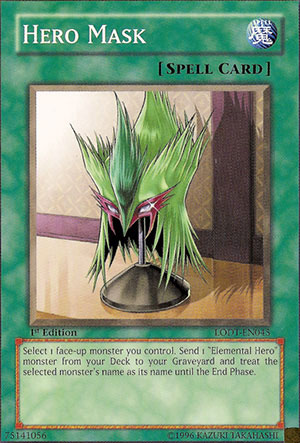 HERO MASK
魔
[SPELL CARD]
1st Edition
LODT-EN045
Select 1 face-up monster you control. Send 1 "Elemental Hero"
monster from your Deck to your Graveyard and treat the
selected monster's name as its name until the End Phase.
75141056
©1996 KAZUKI TAKAHASHI